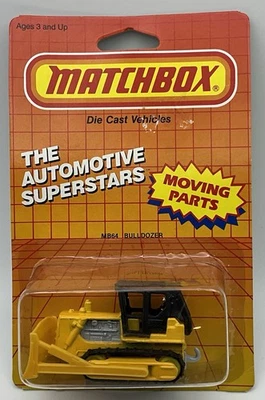 Ages 3 and Up
MATCHBOX®
Die Cast Vehicles
THE
AUTOMOTIVE
SUPERSTARS
MOVING
PARTS
MB64 BULLDOZER